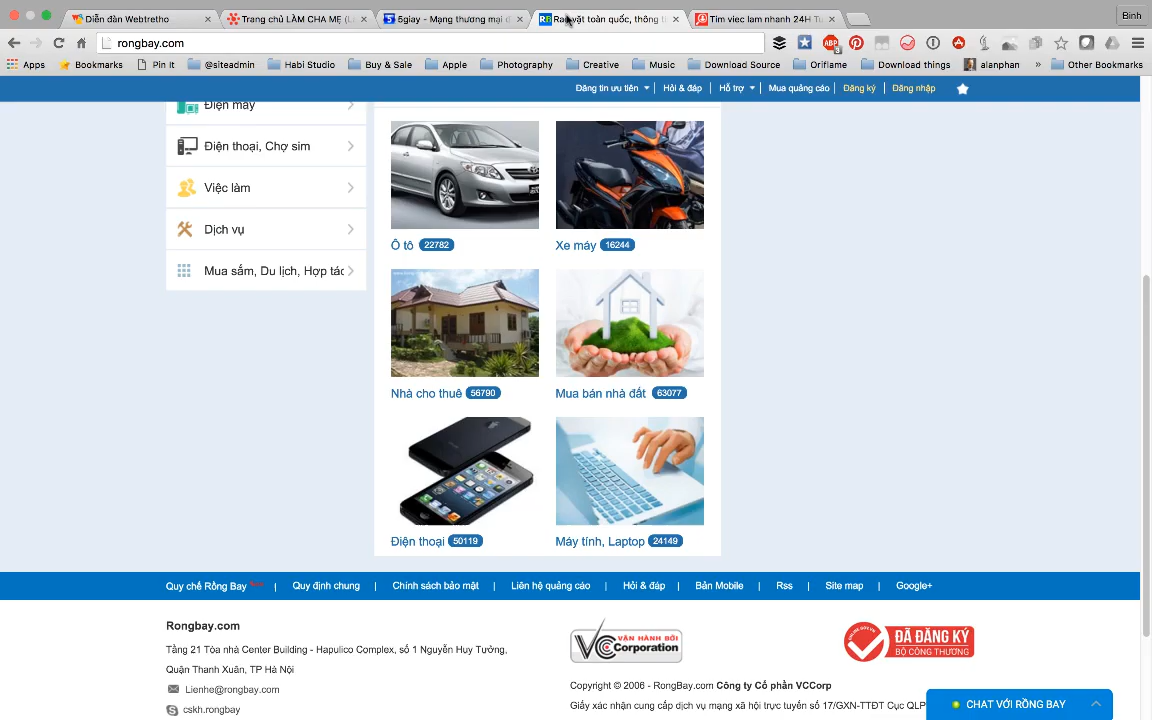 Diễn đàn Webtretho
Trang chủ LÀM CHA MẸ (L
5giay - Mạng thương mại đ
Rao vặt toàn quốc, thông ti
Tim viec lam nhanh 24H Tu
Binh
rongbay.com
Apps
Bookmarks
Pin It
@siteadmin
Habi Studio
Buy & Sale
Apple
Photography
Creative
Music
Download Source
Oriflame
Download things
alanphan
»
Other Bookmarks
Đăng tin ưu tiên
Hỏi & đáp
Hỗ trợ
Mua quảng cáo
Đăng ký
Đăng nhập
Điện máy
Điện thoại, Chợ sim
Việc làm
Dịch vụ
Mua sắm, Du lịch, Hợp tác
Ô tô 22782
Xe máy 16244
Nhà cho thuê 56790
Mua bán nhà đất 63077
Điện thoại 50119
Máy tính, Laptop 24149
Quy chế Rồng Bay | Quy định chung | Chính sách bảo mật | Liên hệ quảng cáo | Hỏi & đáp | Bản Mobile | Rss | Site map | Google+
Rongbay.com
Tầng 21 Tòa nhà Center Building - Hapulico Complex, số 1 Nguyễn Huy Tưởng,
Quận Thanh Xuân, TP Hà Nội
Lienhe@rongbay.com
cskh.rongbay
VẬN HÀNH BỞI
VCCorporation
ONLINE.GOV.VN
ĐÃ ĐĂNG KÝ
BỘ CÔNG THƯƠNG
Copyright © 2006 - RongBay.com Công ty Cổ phần VCCorp
Giấy xác nhận cung cấp dịch vụ mạng xã hội trực tuyến số 17/GXN-TTĐT Cục QLP
CHAT VỚI RỒNG BAY